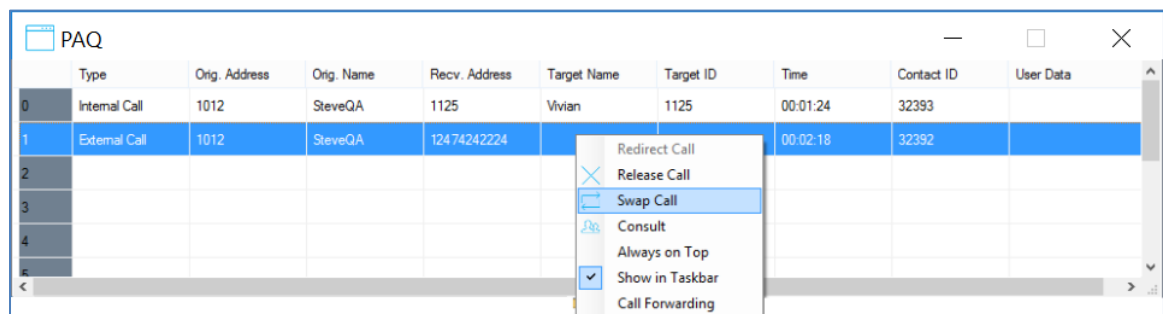 PAQ
Type Orig. Address Orig. Name Recv. Address Target Name Target ID Time Contact ID User Data
0 Internal Call 1012 SteveQA 1125 Vivian 1125 00:01:24 32393
1 External Call 1012 SteveQA 12474242224 00:02:18 32392
Redirect Call
2 Release Call
3 Swap Call
4 Consult
Always on Top
5 Show in Taskbar
Call Forwarding